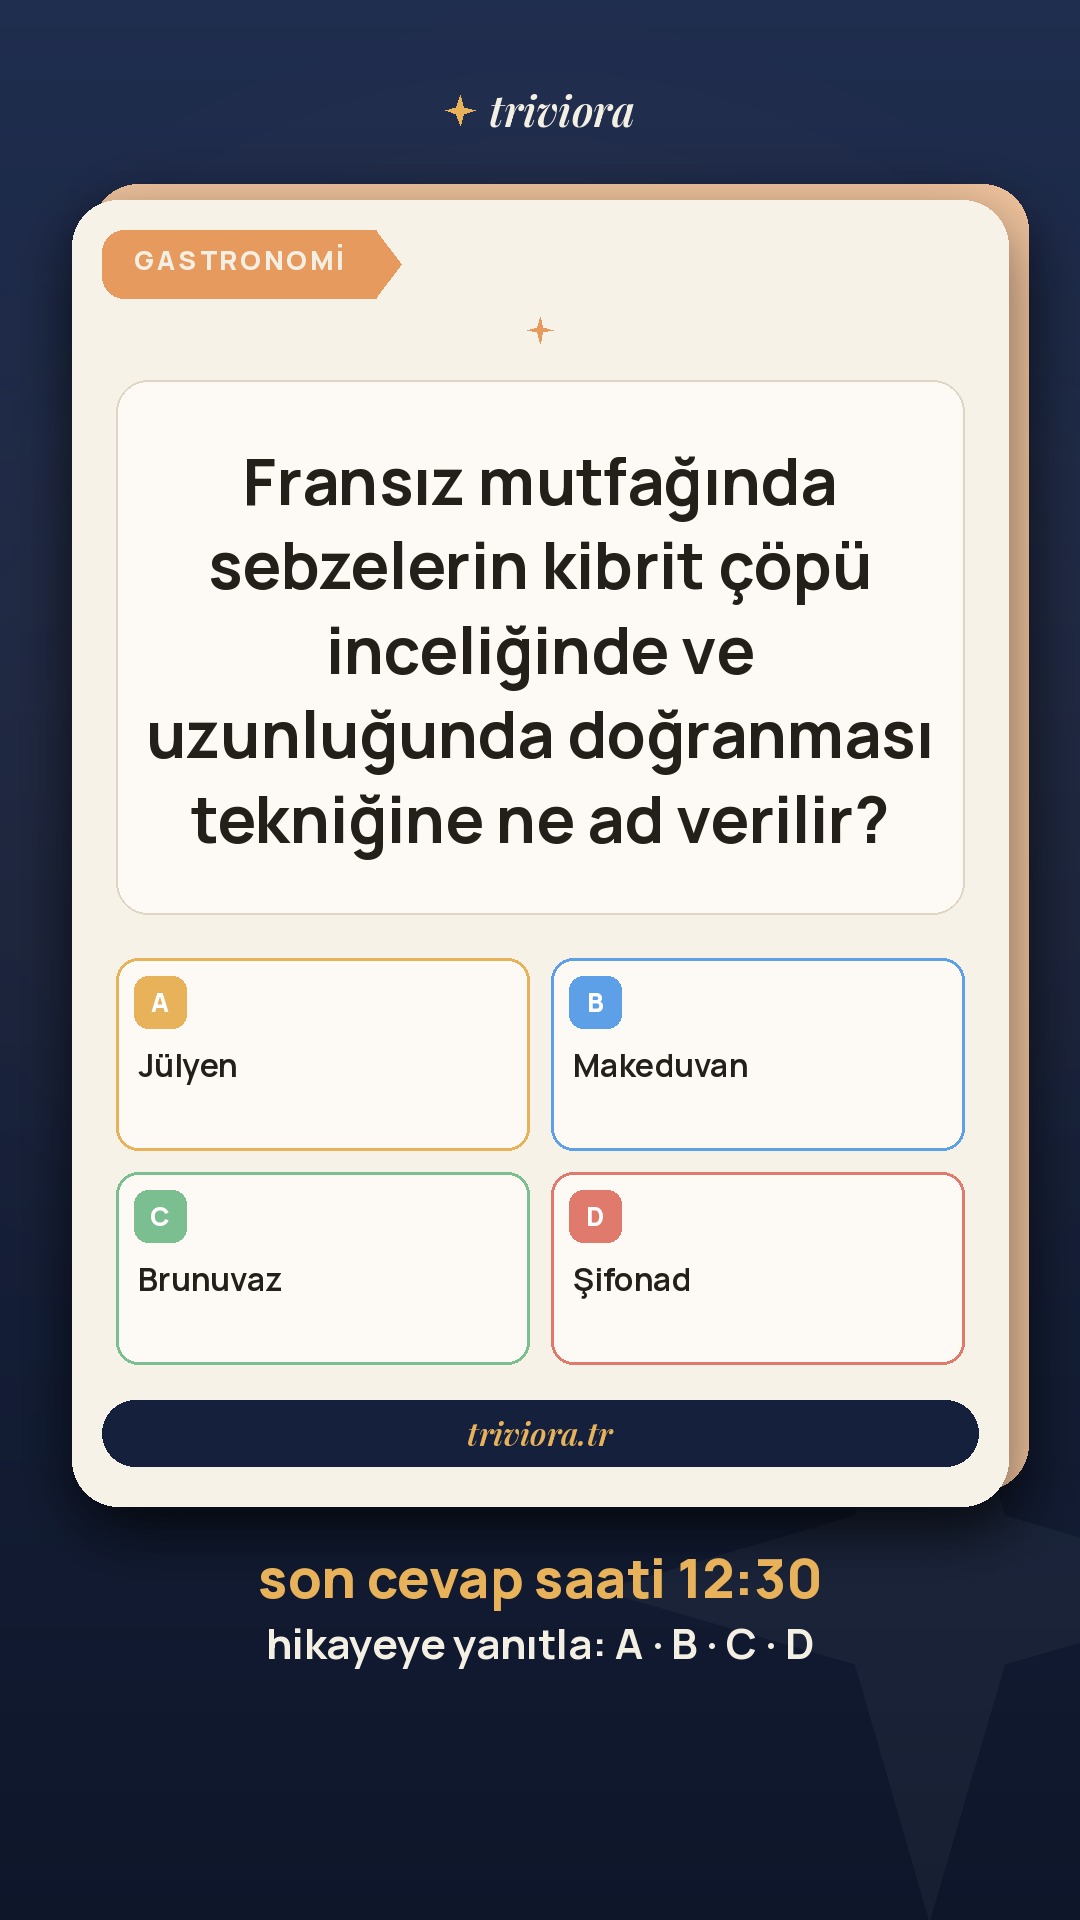 triviora
GASTRONOMİ
Fransız mutfağında
sebzelerin kibrit çöpü
inceliğinde ve
uzunluğunda doğranması
tekniğine ne ad verilir?
A
Jülyen
B
Makeduvan
C
Brunuvaz
D
Şifonad
triviora.tr
son cevap saati 12:30
hikayeye yanıtla: A · B · C · D